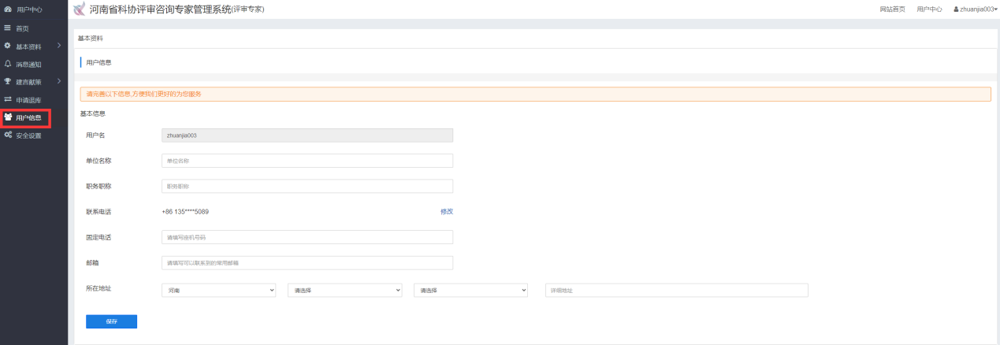 用户中心
河南省科协评审咨询专家管理系统(评审专家)
网站首页 用户中心 zhuanjia003
首页
基本资料
消息通知
建言献策
申请退库
用户信息
安全设置
基本资料
用户信息
请完善以下信息,方便我们更好的为您服务
基本信息
用户名 zhuanjia003
单位名称 单位名称
职务职称 职务职称
联系电话 +86 135****5089 修改
固定电话 请填写座机号码
邮箱 请填写可以联系到的常用邮箱
所在地址 河南 请选择 请选择 详细地址
保存